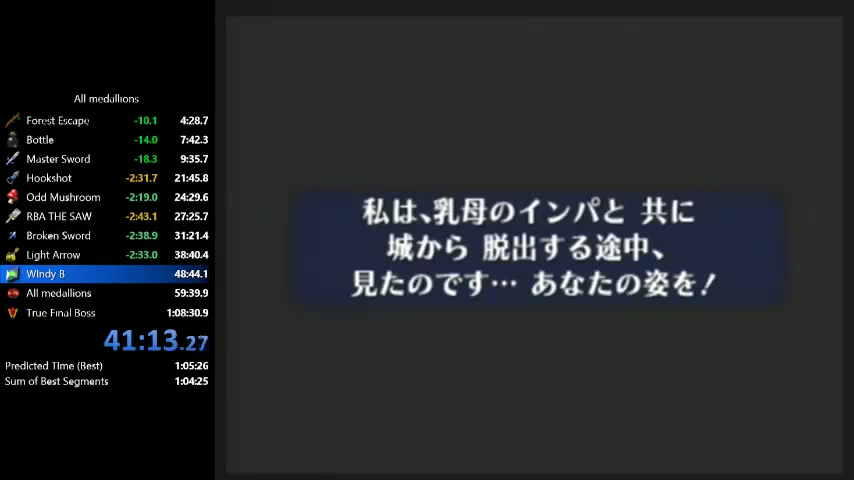 All medallions
Forest Escape -10.1 4:28.7
Bottle -14.0 7:42.3
Master Sword -18.3 9:35.7
Hookshot -2:31.7 21:45.8
Odd Mushroom -2:19.0 24:29.6
RBA THE SAW -2:43.1 27:25.7
Broken Sword -2:38.9 31:21.4
Light Arrow -2:33.0 38:40.4
WIndy B 48:44.1
All medallions 59:39.9
True Final Boss 1:08:30.9
41:13.27
Predicted Time (Best) 1:05:26
Sum of Best Segments 1:04:25
私は、乳母のインパと 共に
城から 脱出する途中、
見たのです… あなたの姿を!